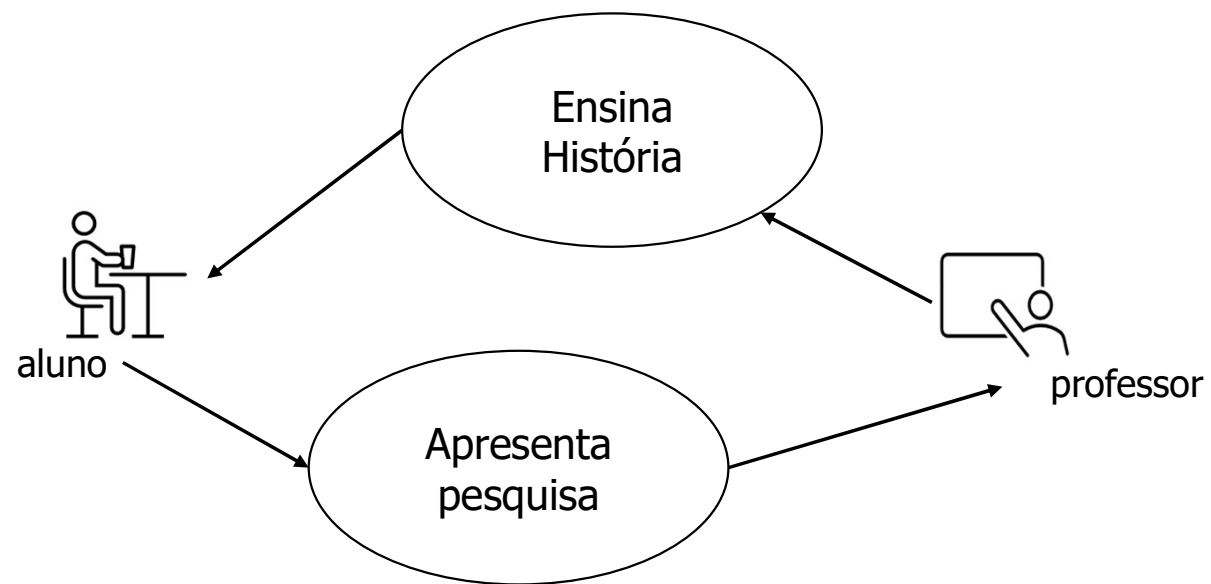 Ensina
História
aluno
professor
Apresenta
pesquisa